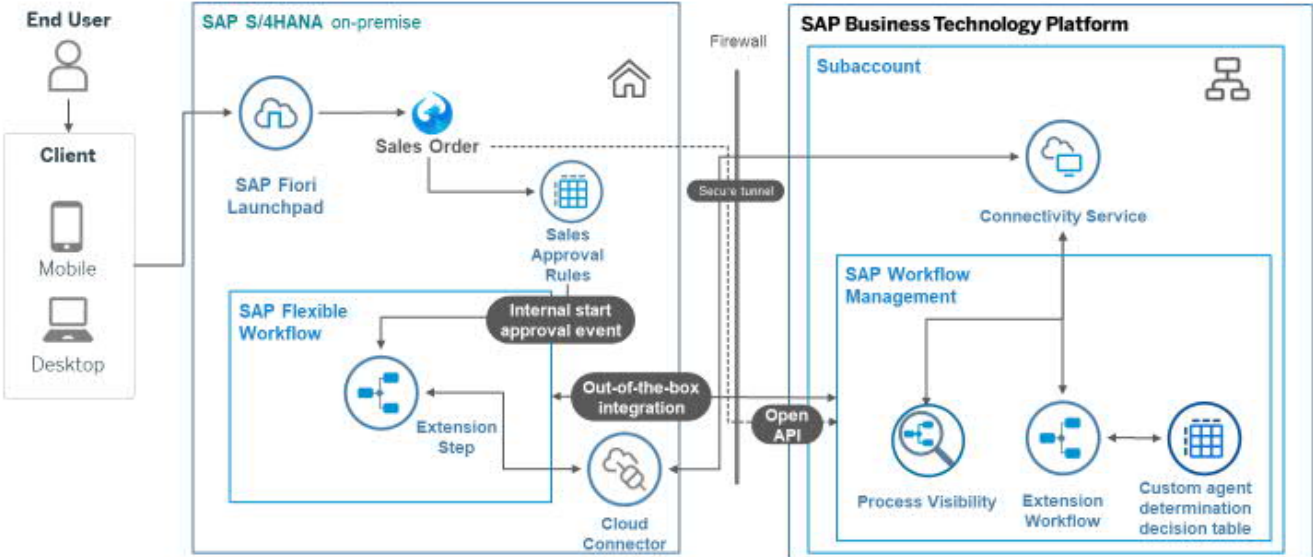 End User
Client
Mobile
Desktop
SAP S/4HANA on-premise
SAP Fiori
Launchpad
Sales Order
Sales
Approval
Rules
SAP Flexible
Workflow
Internal start
approval event
Extension
Step
Out-of-the-box
integration
Cloud
Connector
Firewall
Secure tunnel
Open
API
SAP Business Technology Platform
Subaccount
Connectivity Service
SAP Workflow
Management
Process Visibility
Extension
Workflow
Custom agent
determination
decision table